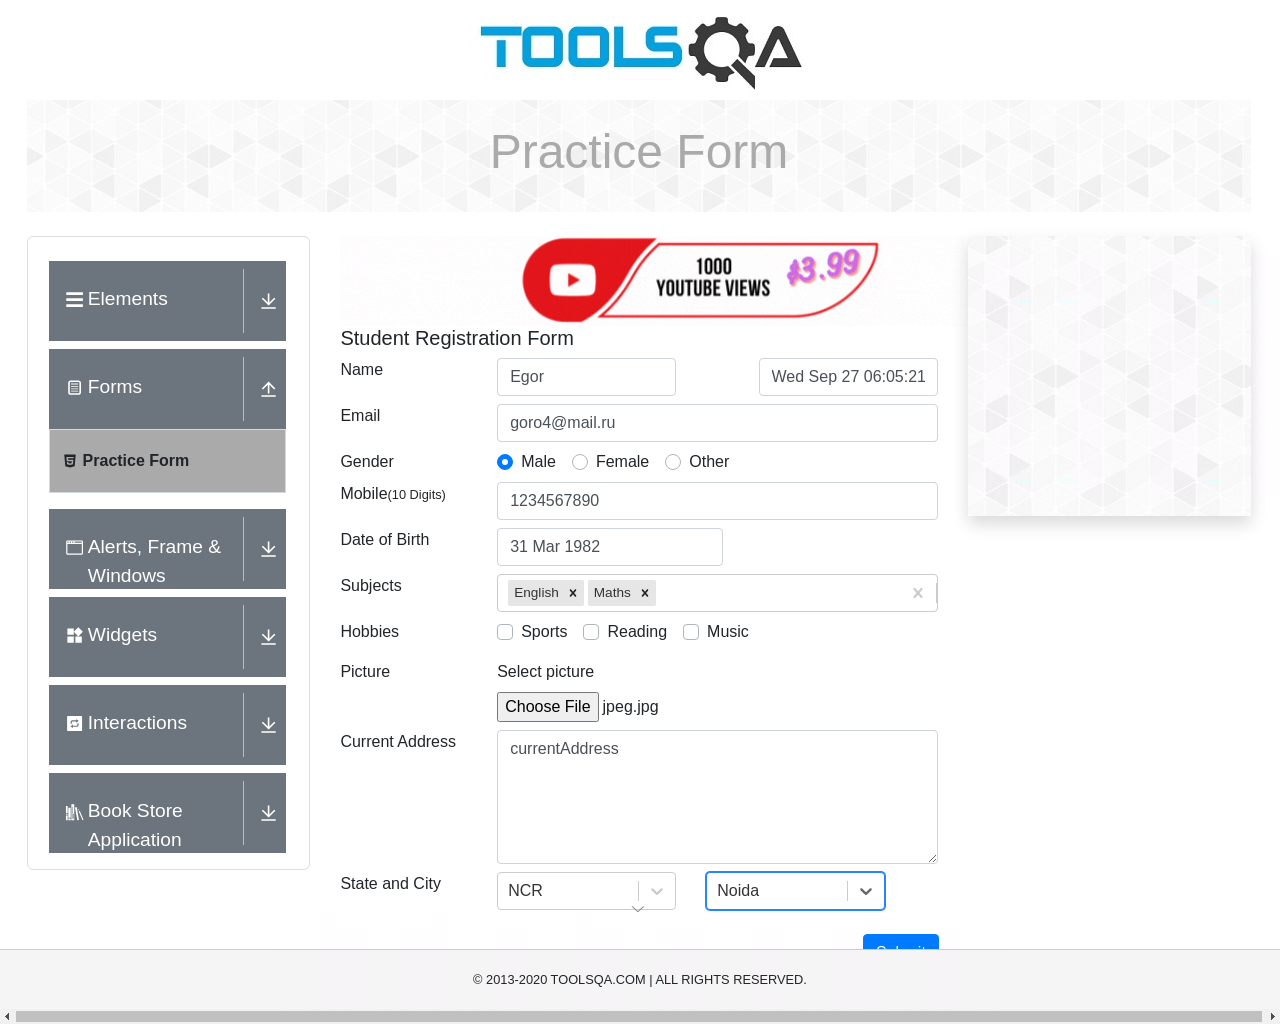 TOOLSQA
Practice Form
Elements
Forms
Practice Form
Alerts, Frame &
Windows
Widgets
Interactions
Book Store
Application
1000
YOUTUBE VIEWS
$3.99
Student Registration Form
Name
Egor
Wed Sep 27 06:05:21
Email
goro4@mail.ru
Gender
Male
Female
Other
Mobile(10 Digits)
1234567890
Date of Birth
31 Mar 1982
Subjects
English
Maths
Hobbies
Sports
Reading
Music
Picture
Select picture
Choose File jpeg.jpg
Current Address
currentAddress
State and City
NCR
Noida
Submit
© 2013-2020 TOOLSQA.COM | ALL RIGHTS RESERVED.